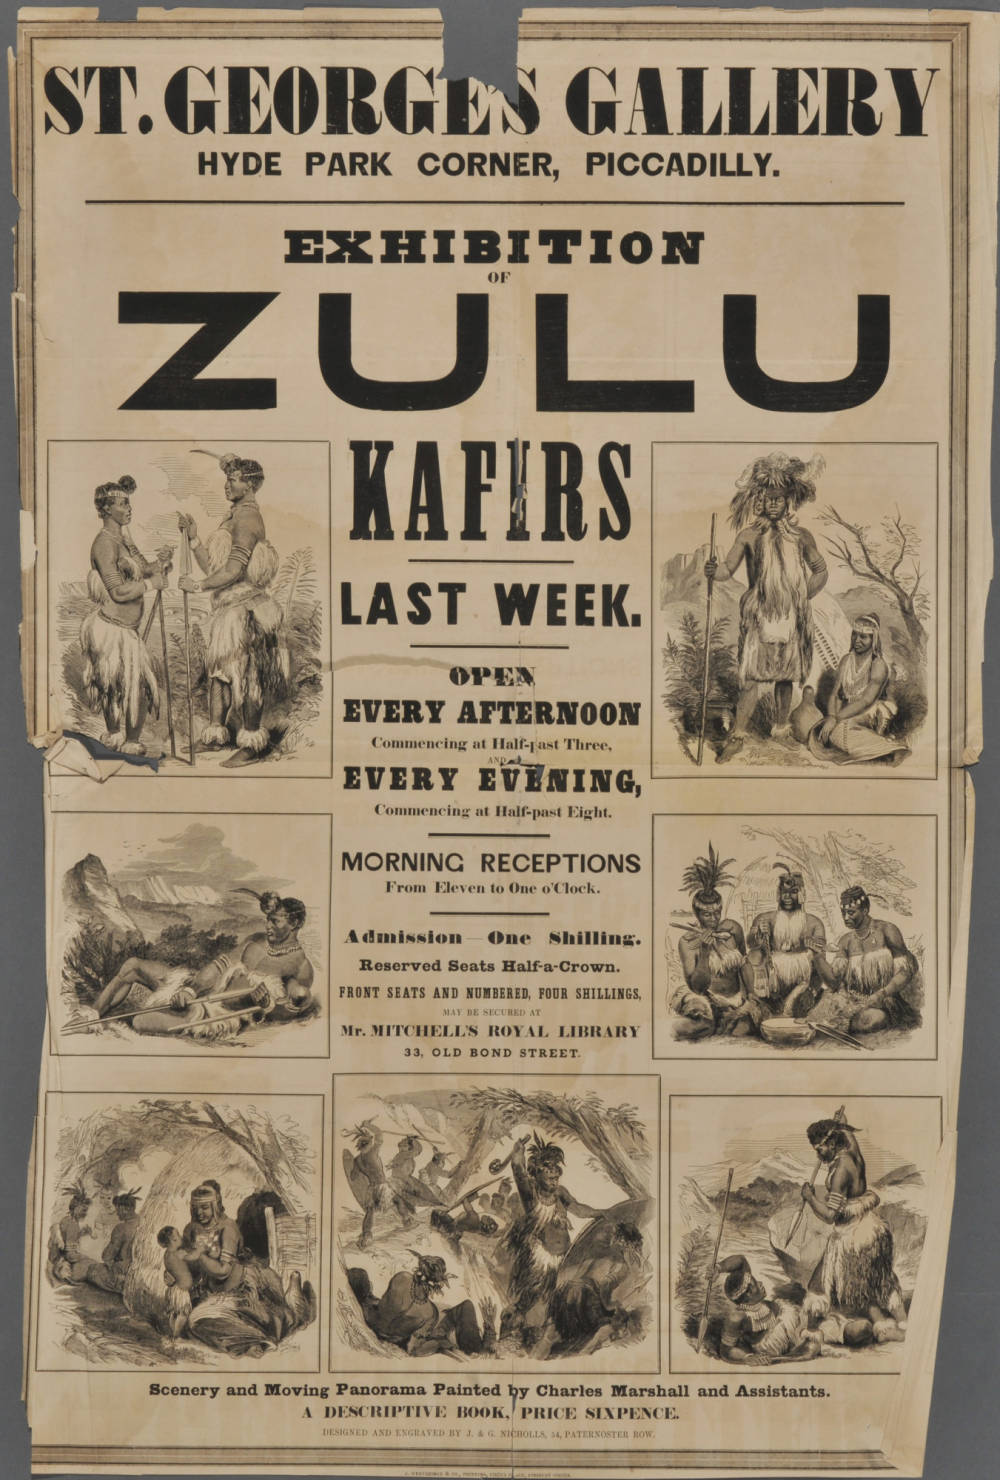 ST. GEORGE'S GALLERY
HYDE PARK CORNER, PICCADILLY.
EXHIBITION
OF
ZULU
KAFIRS
LAST WEEK.
OPEN
EVERY AFTERNOON
Commencing at Half-past Three,
AND
EVERY EVENING,
Commencing at Half-past Eight.
MORNING RECEPTIONS
From Eleven to One o'Clock.
Admission—One Shilling.
Reserved Seats Half-a-Crown.
FRONT SEATS AND NUMBERED, FOUR SHILLINGS,
MAY BE SECURED AT
Mr. MITCHELL'S ROYAL LIBRARY
33, OLD BOND STREET.
Scenery and Moving Panorama Painted by Charles Marshall and Assistants.
A DESCRIPTIVE BOOK, PRICE SIXPENCE.
DESIGNED AND ENGRAVED BY J. & G. NICHOLLS, 54, PATERNOSTER ROW.